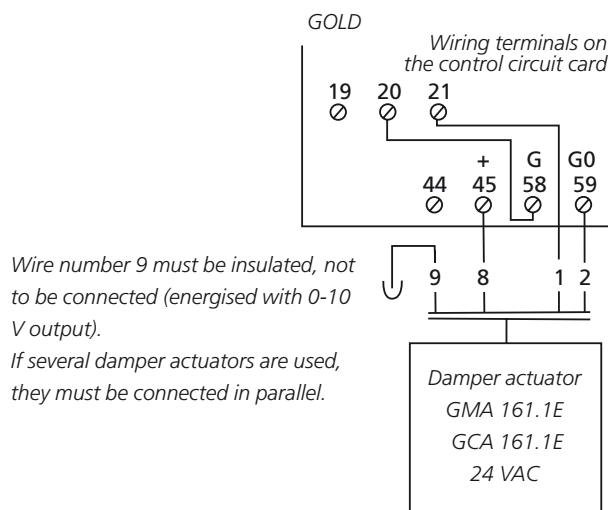 GOLD
Wiring terminals on
the control circuit card
19 20 21
+ G G0
44 45 58 59
9 8 1 2
Wire number 9 must be insulated, not
to be connected (energised with 0-10
V output).
If several damper actuators are used,
they must be connected in parallel.
Damper actuator
GMA 161.1E
GCA 161.1E
24 VAC